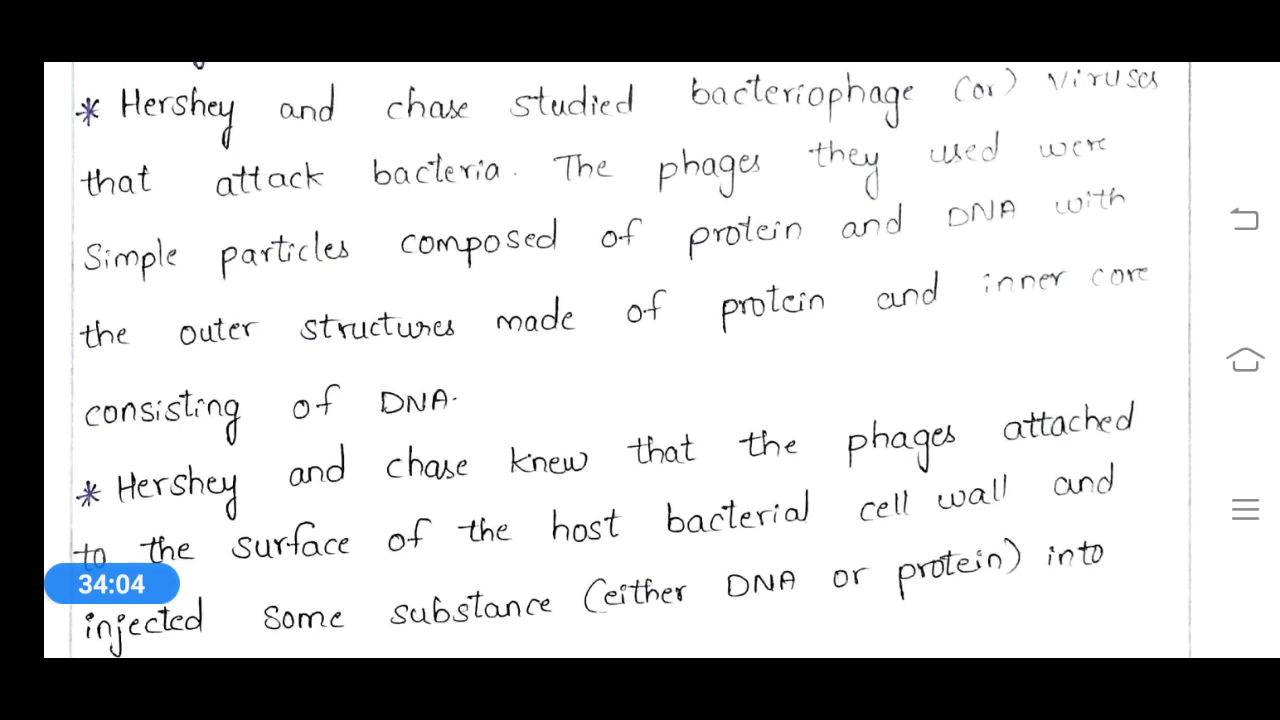 * Hershey and chase studied bacteriophage (or) viruses
that attack bacteria. The phages they used were
Simple particles composed of protein and DNA with
the outer structures made of protein and inner core
consisting of DNA.
* Hershey and chase knew that the phages attached
to the surface of the host bacterial cell wall and
34:04
injected some substance (either DNA or protein) into